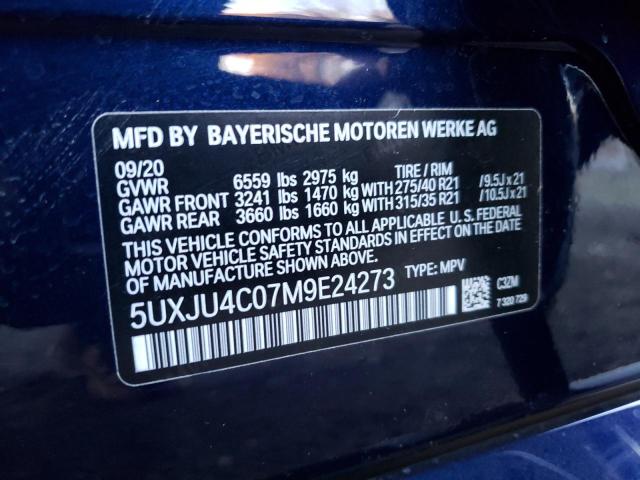 MFD BY BAYERISCHE MOTOREN WERKE AG
09/20 TIRE / RIM
GVWR 6559 lbs 2975 kg
GAWR FRONT 3241 lbs 1470 kg WITH 275/40 R21 /9.5J x 21
GAWR REAR 3660 lbs 1660 kg WITH 315/35 R21 /10.5J x 21
THIS VEHICLE CONFORMS TO ALL APPLICABLE U.S. FEDERAL
MOTOR VEHICLE SAFETY STANDARDS IN EFFECT ON THE DATE
OF MANUFACTURE SHOWN ABOVE.
5UXJU4C07M9E24273 TYPE: MPV
C3ZM
7 320 729